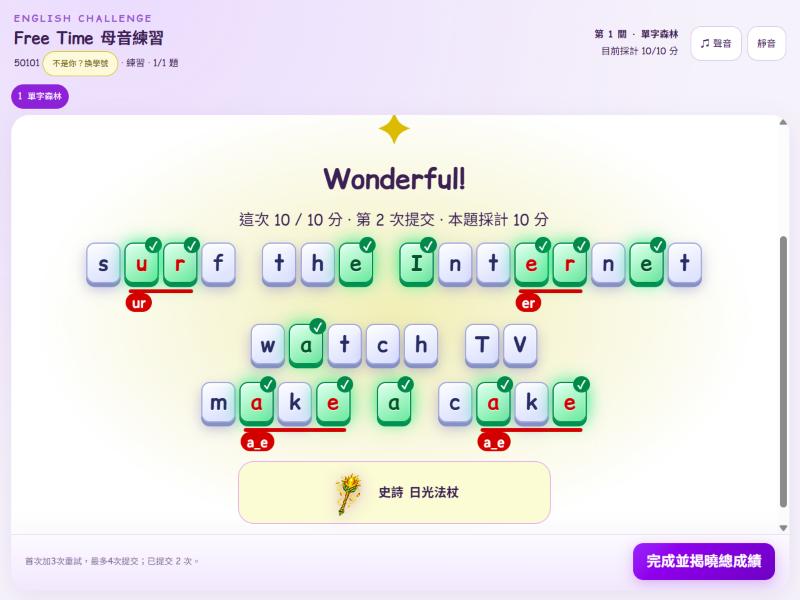 ENGLISH CHALLENGE
Free Time 母音練習
50101 不是你？換學號 · 練習 · 1/1 題
第 1 關 · 單字森林
目前採計 10/10 分
♫ 聲音
靜音
1 單字森林
Wonderful!
這次 10 / 10 分 · 第 2 次提交 · 本題採計 10 分
surf the Internet
ur er
watch TV
make a cake
a_e a_e
史詩 日光法杖
首次加3次重試，最多4次提交；已提交 2 次。
完成並揭曉總成績